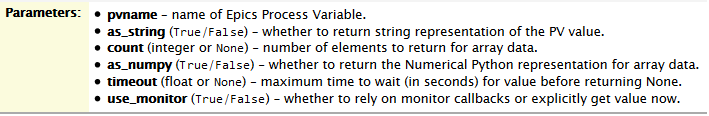 Parameters:
• pvname – name of Epics Process Variable.
• as_string (True/False) – whether to return string representation of the PV value.
• count (integer or None) – number of elements to return for array data.
• as_numpy (True/False) – whether to return the Numerical Python representation for array data.
• timeout (float or None) – maximum time to wait (in seconds) for value before returning None.
• use_monitor (True/False) – whether to rely on monitor callbacks or explicitly get value now.